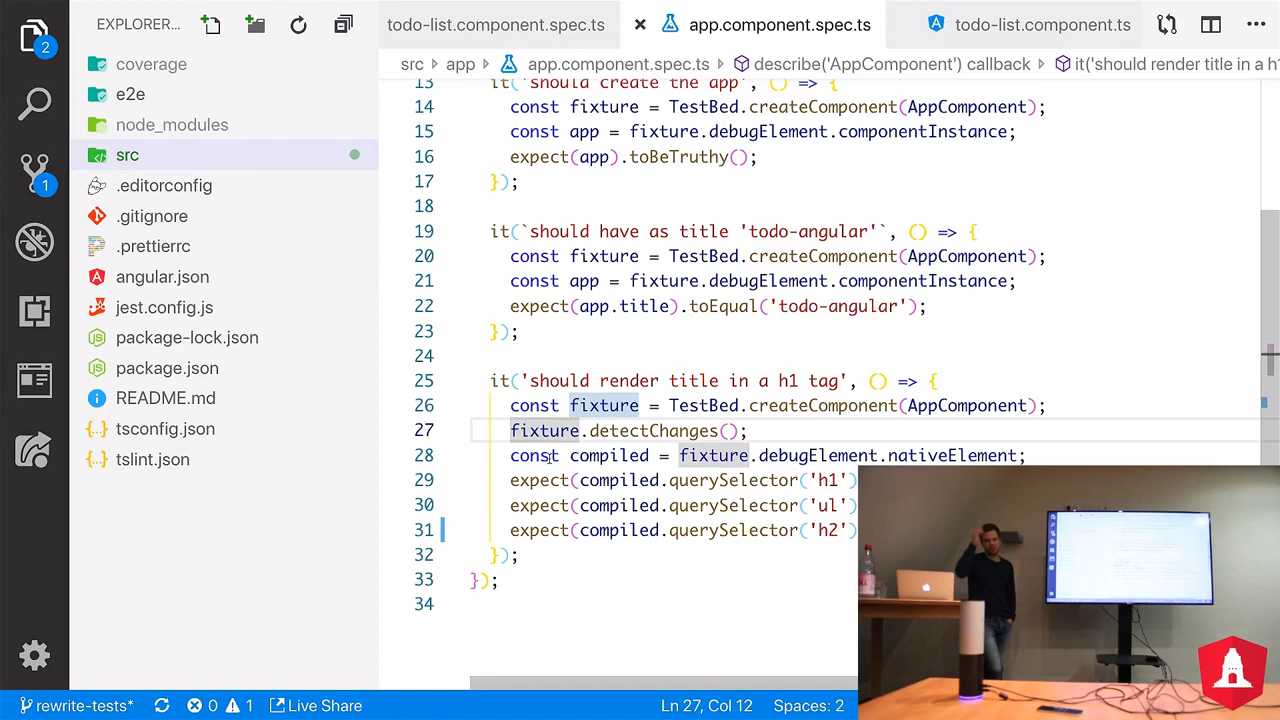 EXPLORER...
todo-list.component.spec.ts
app.component.spec.ts
todo-list.component.ts
src > app > app.component.spec.ts > describe('AppComponent') callback > it('should render title in a h1
2
1
coverage
e2e
node_modules
src
.editorconfig
.gitignore
.prettierrc
angular.json
jest.config.js
package-lock.json
package.json
README.md
tsconfig.json
tslint.json
13 it('should create the app', () => {
14 const fixture = TestBed.createComponent(AppComponent);
15 const app = fixture.debugElement.componentInstance;
16 expect(app).toBeTruthy();
17 });
18
19 it(`should have as title 'todo-angular'`, () => {
20 const fixture = TestBed.createComponent(AppComponent);
21 const app = fixture.debugElement.componentInstance;
22 expect(app.title).toEqual('todo-angular');
23 });
24
25 it('should render title in a h1 tag', () => {
26 const fixture = TestBed.createComponent(AppComponent);
27 fixture.detectChanges();
28 const compiled = fixture.debugElement.nativeElement;
29 expect(compiled.querySelector('h1')
30 expect(compiled.querySelector('ul')
31 expect(compiled.querySelector('h2')
32 });
33 });
34
rewrite-tests* 0 1 Live Share Ln 27, Col 12 Spaces: 2